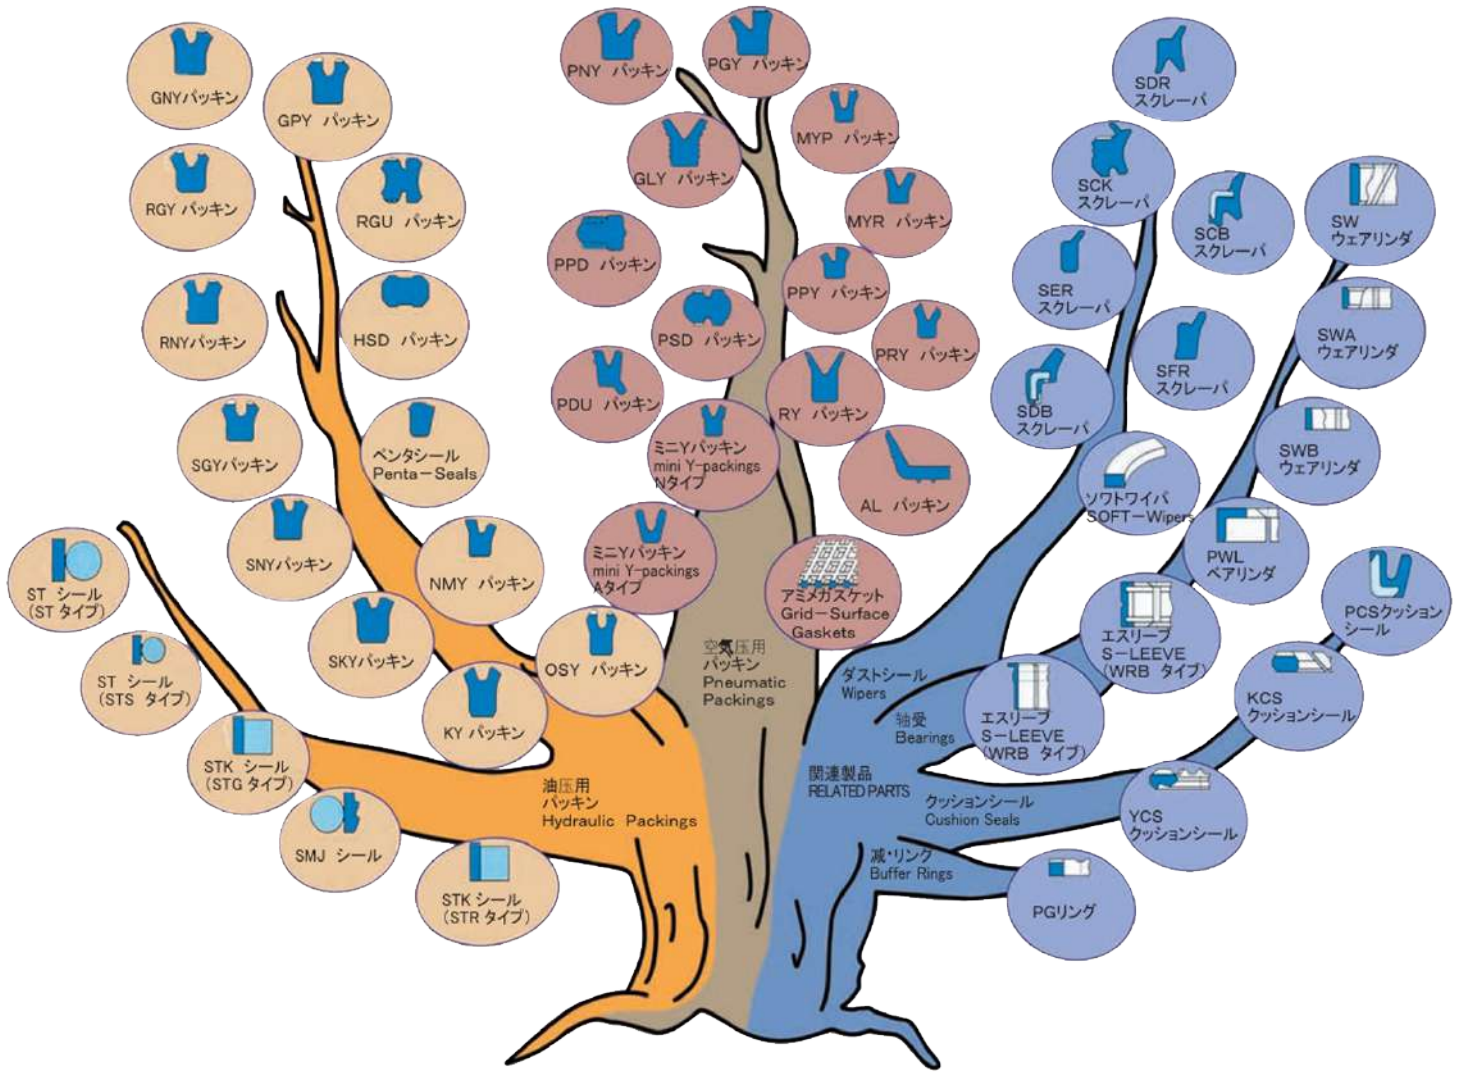 GNYパッキン
GPY パッキン
RGY パッキン
RGU パッキン
RNYパッキン
HSD パッキン
SGYパッキン
ペンタシール
Penta-Seals
SNYパッキン
NMY パッキン
ST シール
(ST タイプ)
SKYパッキン
OSY パッキン
ST シール
(STS タイプ)
KY パッキン
STK シール
(STG タイプ)
SMJ シール
STK シール
(STR タイプ)
油圧用
パッキン
Hydraulic Packings
PNY パッキン
PGY パッキン
MYP パッキン
GLY パッキン
MYR パッキン
PPD パッキン
PPY パッキン
PSD パッキン
PRY パッキン
PDU パッキン
RY パッキン
ミニYパッキン
mini Y-packings
Nタイプ
AL パッキン
ミニYパッキン
mini Y-packings
Aタイプ
アミメガスケット
Grid-Surface
Gaskets
空気圧用
パッキン
Pneumatic
Packings
SDR
スクレーパ
SCK
スクレーパ
SCB
スクレーパ
SW
ウェアリンダ
SER
スクレーパ
SWA
ウェアリンダ
SFR
スクレーパ
SDB
スクレーパ
SWB
ウェアリンダ
ソワトワイパ
SOFT-Wipers
PWL
ベアリンダ
PCSクッション
シール
エスリーブ
S-LEEVE
(WRB タイプ)
ダストシール
Wipers
エスリーブ
S-LEEVE
(WRB タイプ)
KCS
クッションシール
轴受
Bearings
関連製品
RELATED PARTS
クッションシール
Cushion Seals
YCS
クッションシール
减・リング
Buffer Rings
PGリング